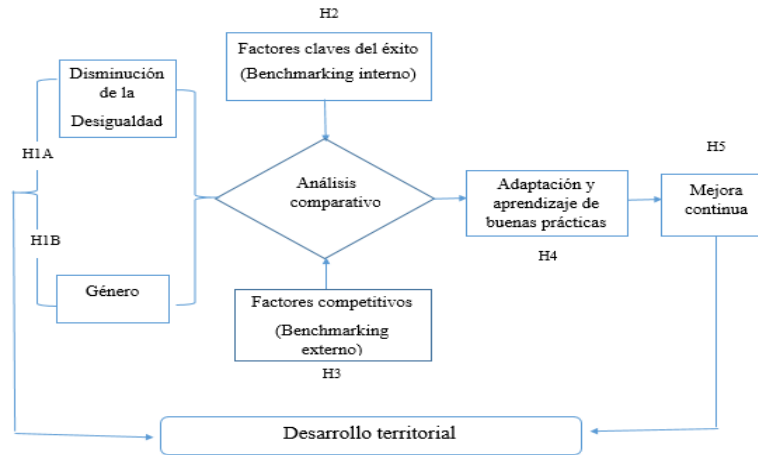 H2
Factores claves del éxito
(Benchmarking interno)
Disminución
de la
Desigualdad
H1A
H1B
Género
Análisis
comparativo
Factores competitivos
(Benchmarking
externo)
H3
Adaptación y
aprendizaje de
buenas prácticas
H4
H5
Mejora
continua
Desarrollo territorial